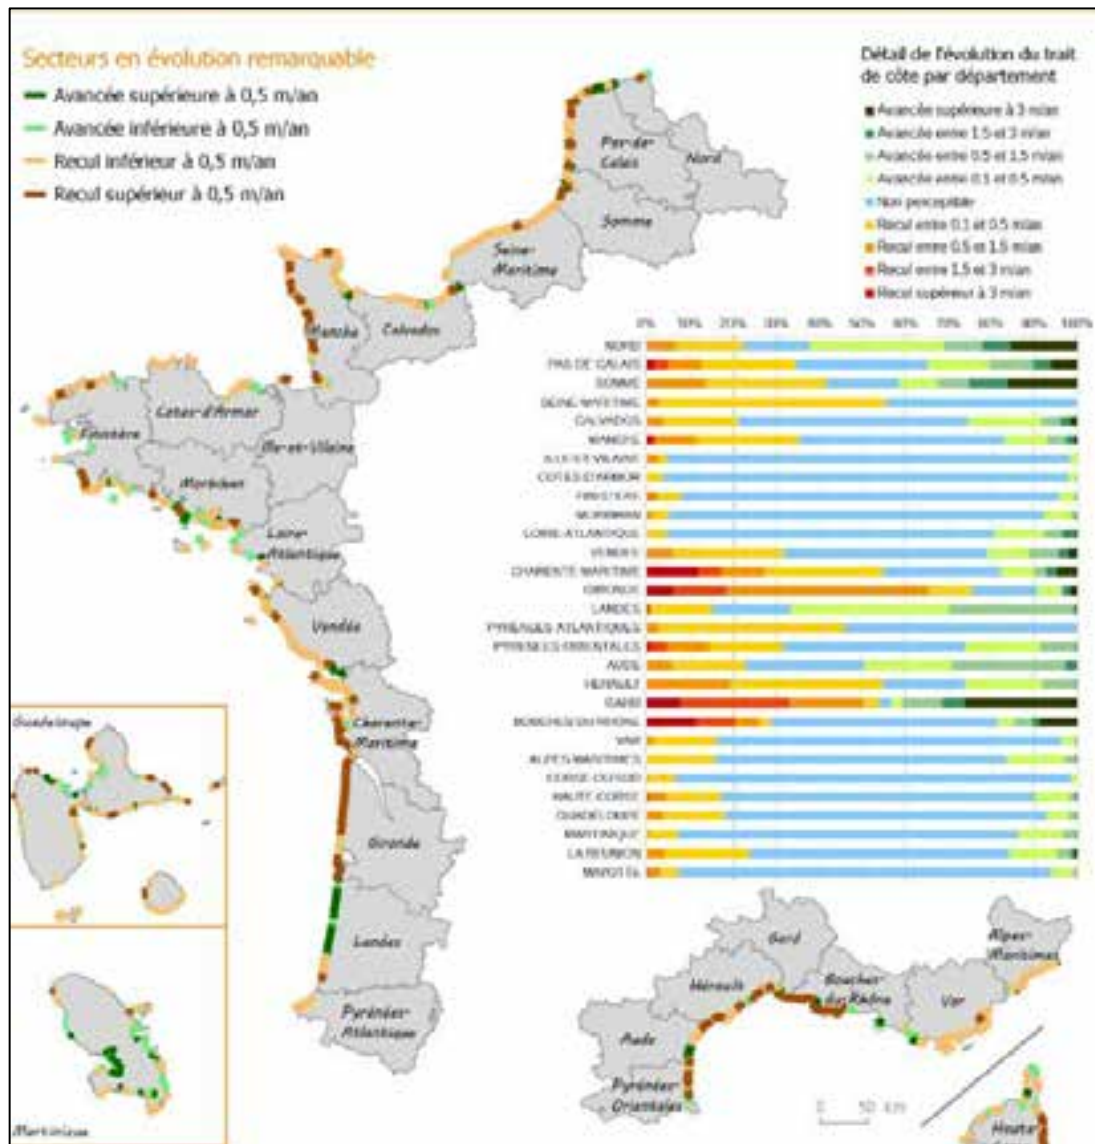 Secteurs en évolution remarquable
Avancée supérieure à 0,5 m/an
Avancée inférieure à 0,5 m/an
Recul inférieur à 0,5 m/an
Recul supérieur à 0,5 m/an
Détail de l'évolution du trait
de côte par département
Avancée supérieure à 3 m/an
Avancée entre 1.5 et 3 m/an
Avancée entre 0.5 et 1,5 m/an
Avancée entre 0.1 et 0.5 m/an
Non perceptible
Recul entre 0.1 et 0.5 m/an
Recul entre 0.5 et 1.5 m/an
Recul entre 1.5 et 3 m/an
Recul supérieur à 3 m/an
Pas-de-
Calais
Nord
Somme
Seine-
Maritime
Manche
Calvados
Finistère
Cotes-d'Armor
Ille-et-Vilaine
Morbihan
Loire-
Atlantique
Vendée
Charente-
Maritime
Gironde
Landes
Pyrénées-
Atlantique
0% 10% 20% 30% 40% 50% 60% 70% 80% 90% 100%
NORD
PAS DE CALAIS
SOMME
SEINE MARITIME
CALVADOS
MANCHE
ILLE ET VILAINE
COTES D'ARMOR
FINISTERE
MORBIHAN
LOIRE ATLANTIQUE
VENDEE
CHARENTE MARITIME
GIRONDE
LANDES
PYRENEES ATLANTIQUES
PYRENEES ORIENTALES
AUDE
HERAULT
GARD
BOUCHES DU RHONE
VAR
ALPES MARITIMES
CORSE DU SUD
HAUTE CORSE
GUADELOUPE
MARTINIQUE
LA REUNION
MAYOTTE
Guadeloupe
Martinique
Gard
Hérault
Bouches-
du Rhône
Var
Alpes-
Maritimes
Aude
Pyrénées-
Orientales
0 50 km
Haute